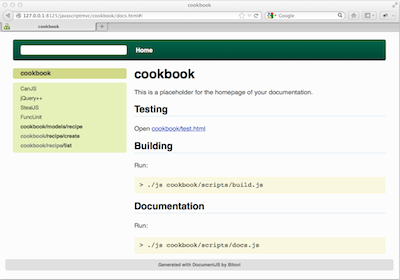 cookbook
127.0.0.1:8125/javascriptmvc/cookbook/docs.html#!
Google
cookbook
Home
cookbook
CanJS
jQuery++
StealJS
FuncUnit
cookbook/models/recipe
cookbook/recipe/create
cookbook/recipe/list
cookbook
This is a placeholder for the homepage of your documentation.
Testing
Open cookbook/test.html
Building
Run:
> ./js cookbook/scripts/build.js
Documentation
Run:
> ./js cookbook/scripts/docs.js
Generated with DocumentJS by Bitovi